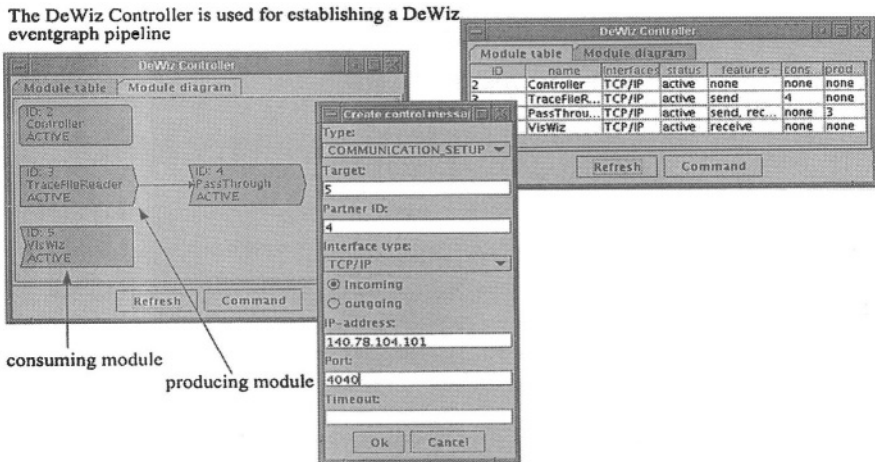 The DeWiz Controller is used for establishing a DeWiz
eventgraph pipeline
DeWiz Controller
Module table
Module diagram
ID: 2
Controller
ACTIVE
ID: 3
TraceFileReader
ACTIVE
ID: 4
PassThrough
ACTIVE
ID: 5
VisWiz
ACTIVE
Refresh
Command
consuming module
producing module
Create control messa
Type:
COMMUNICATION_SETUP
Target:
5
Partner ID:
4
Interface type:
TCP/IP
incoming
outgoing
IP-address:
140.78.104.101
Port:
4040
Timeout:
Ok
Cancel
DeWiz Controller
Module table
Module diagram
ID name Interfaces status features cons. prod.
2 Controller TCP/IP active none none none
TraceFileR... TCP/IP active send 4 none
PassThrou... TCP/IP active send, rec... none 3
VisWiz TCP/IP active receive none none
Refresh
Command